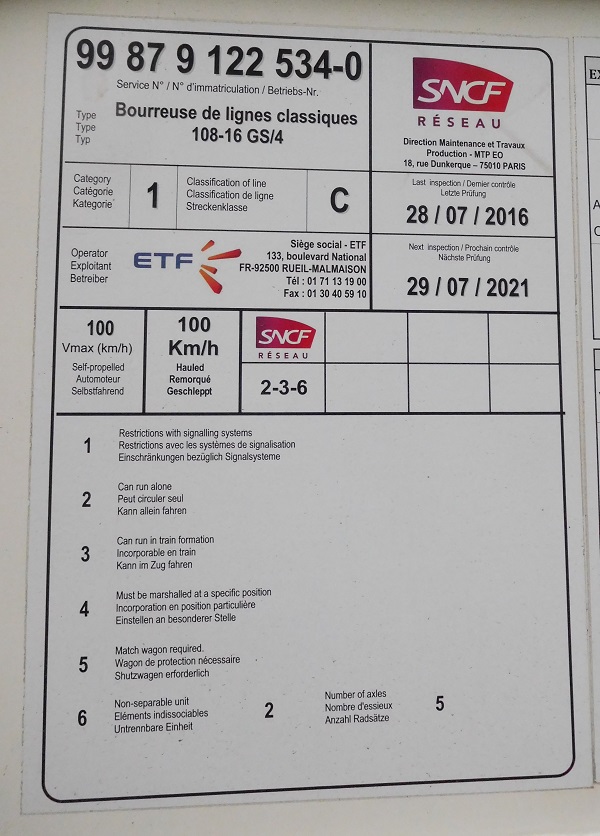 99 87 9 122 534-0
Service N° / N° d'immatriculation / Betriebs-Nr.
Type
Type
Typ
Bourreuse de lignes classiques
108-16 GS/4
SNCF
RÉSEAU
Direction Maintenance et Travaux
Production - MTP EO
18, rue Dunkerque – 75010 PARIS
Category
Catégorie
Kategorie
1
Classification of line
Classification de ligne
Streckenklasse
C
Last inspection / Dernier contrôle
Letzte Prüfung
28 / 07 / 2016
Operator
Exploitant
Betreiber
ETF
Siège social - ETF
133, boulevard National
FR-92500 RUEIL-MALMAISON
Tél : 01 71 13 19 00
Fax : 01 30 40 59 10
Next inspection / Prochain contrôle
Nächste Prüfung
29 / 07 / 2021
100
Vmax (km/h)
Self-propelled
Automoteur
Selbstfahrend
100
Km/h
Hauled
Remorqué
Geschleppt
SNCF
RÉSEAU
2-3-6
1
Restrictions with signalling systems
Restrictions avec les systèmes de signalisation
Einschränkungen bezüglich Signalsysteme
2
Can run alone
Peut circuler seul
Kann allein fahren
3
Can run in train formation
Incorporable en train
Kann im Zug fahren
4
Must be marshalled at a specific position
Incorporation en position particulière
Einstellen an besonderer Stelle
5
Match wagon required.
Wagon de protection nécessaire
Shutzwagen erforderlich
6
Non-separable unit
Eléments indissociables
Untrennbare Einheit
2
Number of axles
Nombre d'essieux
Anzahl Radsätze
5